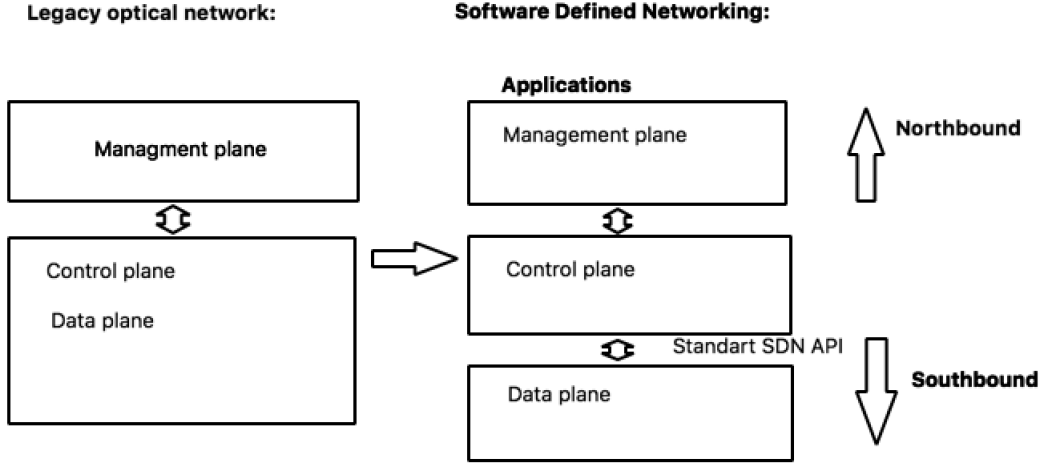 Legacy optical network:
Software Defined Networking:
Managment plane
Control plane
Data plane
Applications
Management plane
Control plane
Standart SDN API
Data plane
Northbound
Southbound